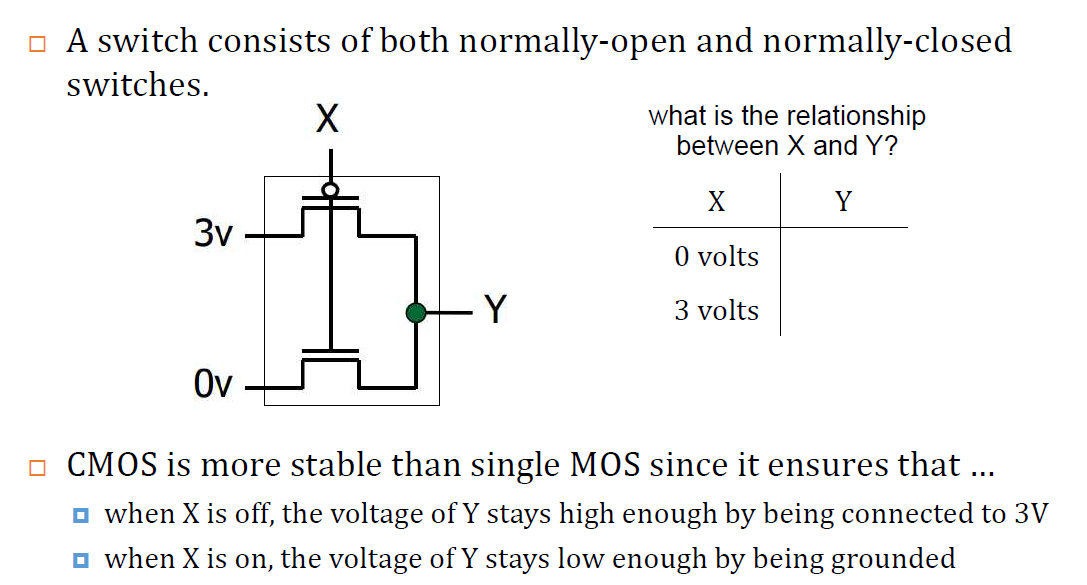 A switch consists of both normally-open and normally-closed
switches.
X
3v
Y
0v
what is the relationship
between X and Y?
X Y
0 volts
3 volts
CMOS is more stable than single MOS since it ensures that ...
when X is off, the voltage of Y stays high enough by being connected to 3V
when X is on, the voltage of Y stays low enough by being grounded